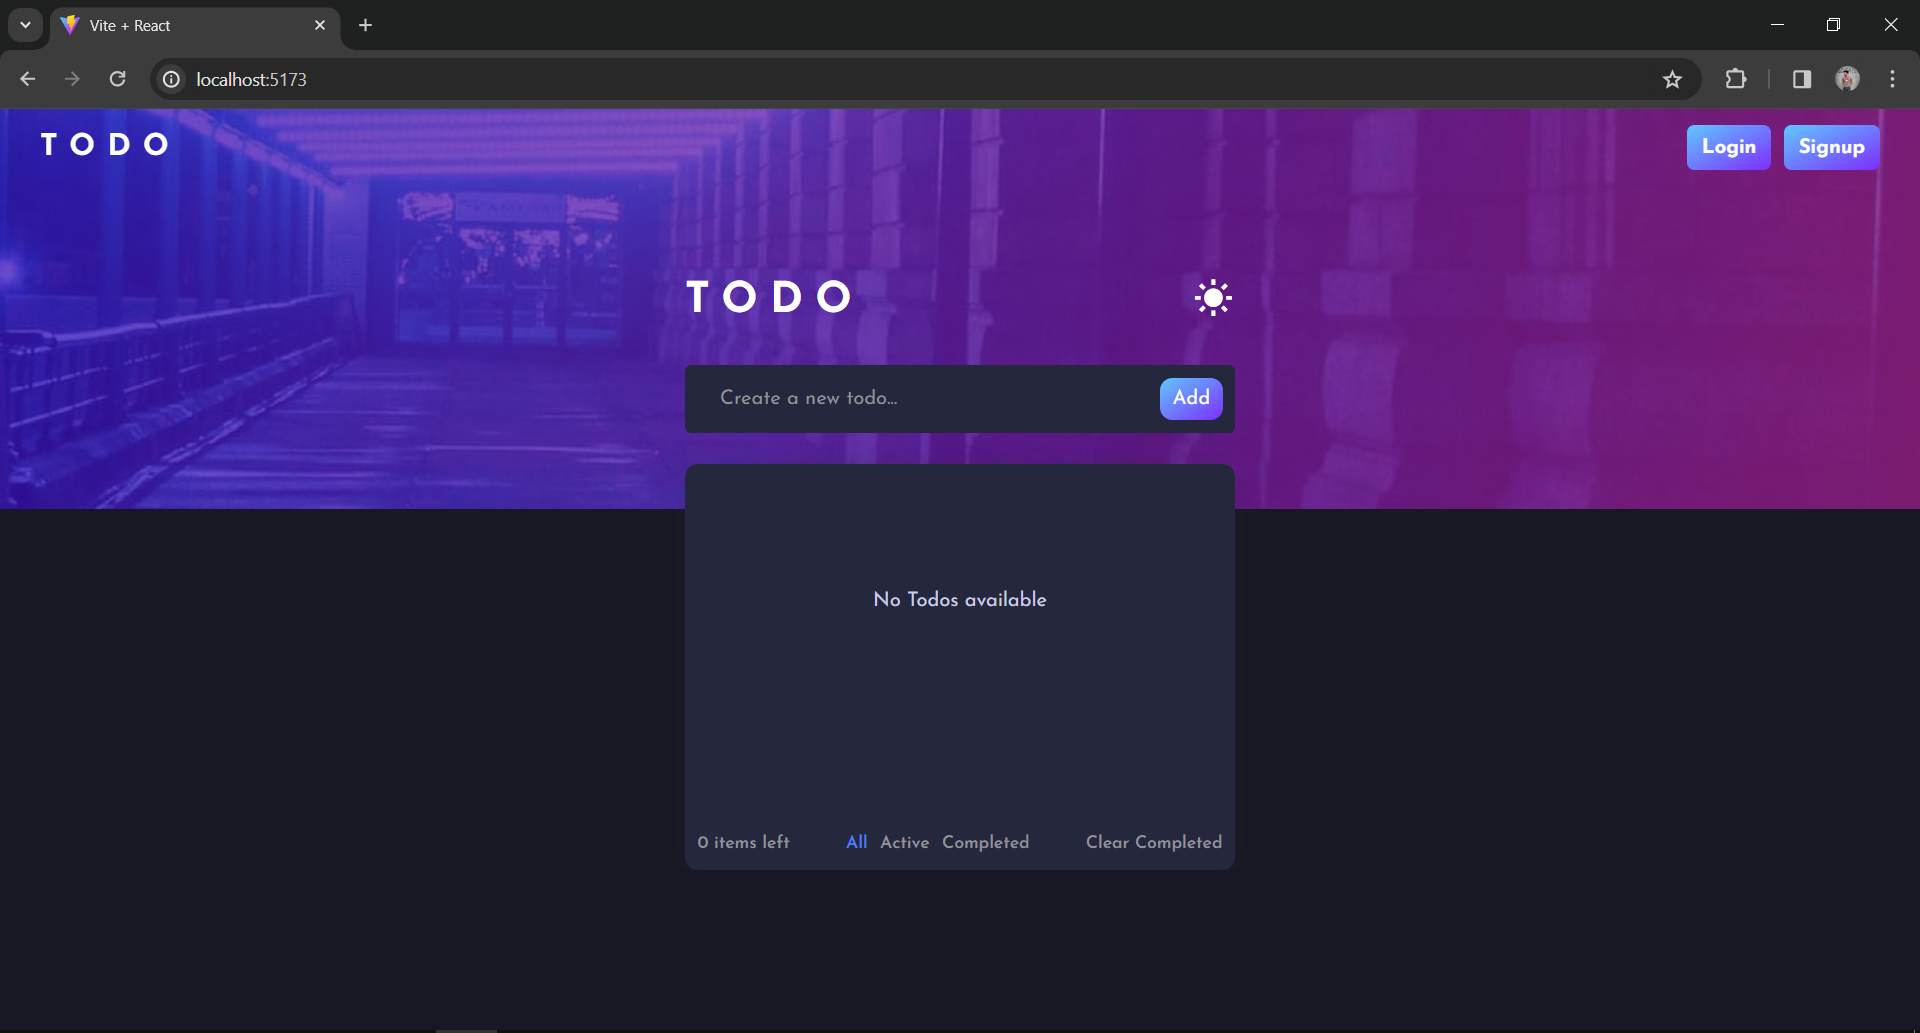 Vite + React
localhost:5173
TODO
Login
Signup
TODO
Create a new todo...
Add
No Todos available
0 items left
All
Active
Completed
Clear Completed